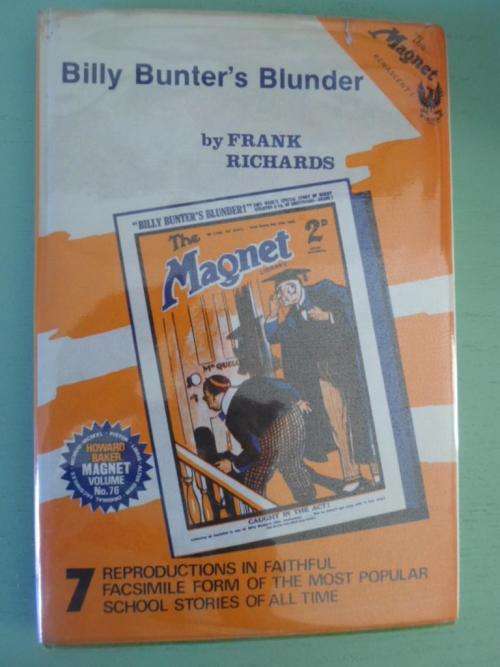 The
Magnet
Billy Bunter's Blunder
by FRANK
RICHARDS
"BILLY BUNTER'S BLUNDER!"
The
Magnet
LIBRARY
2D
HOWARD
BAKER
MAGNET
VOLUME
No. 76
CAUGHT IN THE ACT!
7 REPRODUCTIONS IN FAITHFUL
FACSIMILE FORM OF THE MOST POPULAR
SCHOOL STORIES OF ALL TIME